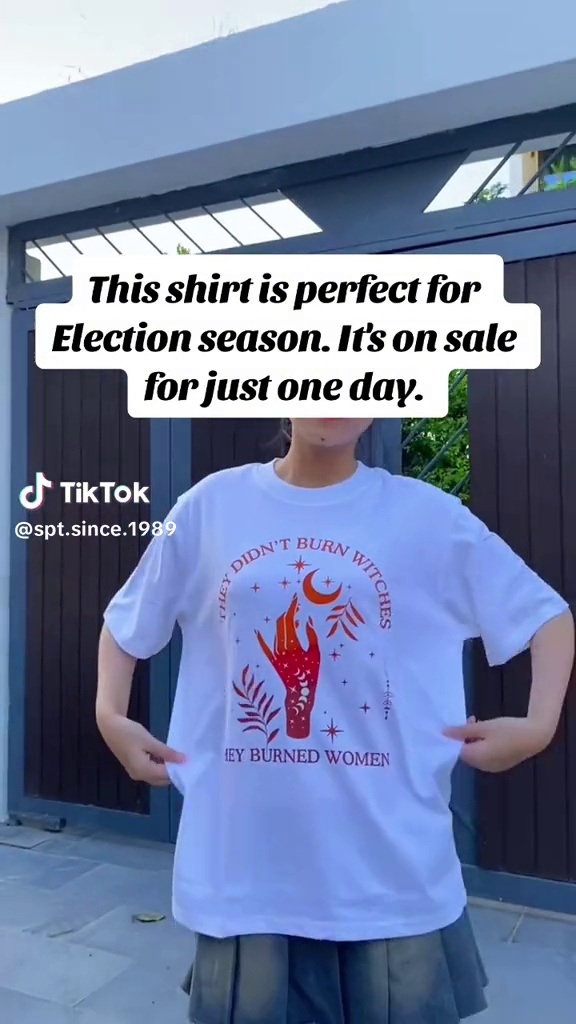 This shirt is perfect for
Election season. It's on sale
for just one day.
TikTok
@spt.since.1989
THEY DIDN'T BURN WITCHES
HEY BURNED WOMEN